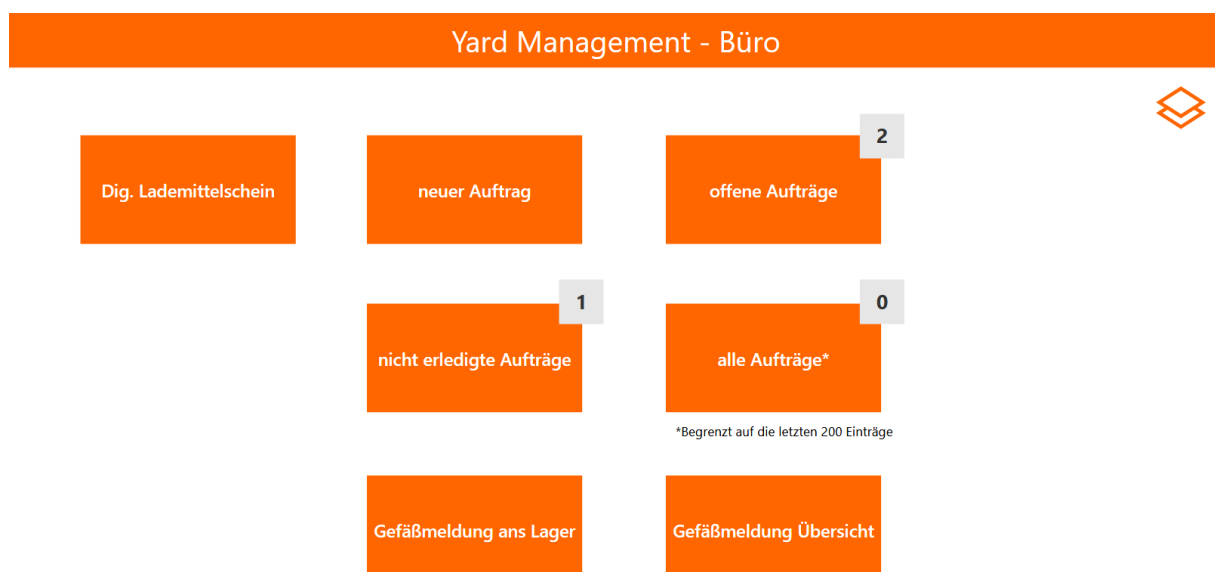 Yard Management - Büro
2
Dig. Lademittelschein
neuer Auftrag
offene Aufträge
1
0
nicht erledigte Aufträge
alle Aufträge*
*Begrenzt auf die letzten 200 Einträge
Gefäßmeldung ans Lager
Gefäßmeldung Übersicht